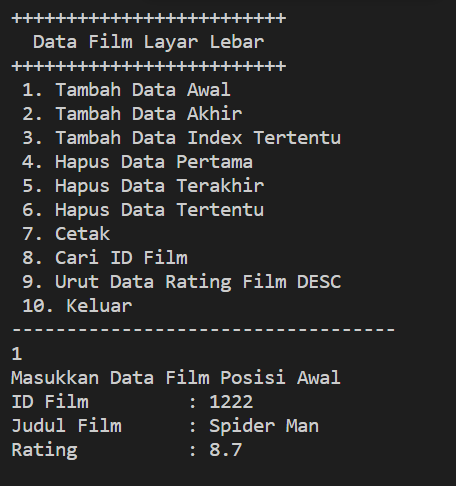 +++++++++++++++++++++++++
  Data Film Layar Lebar
+++++++++++++++++++++++++
 1. Tambah Data Awal
 2. Tambah Data Akhir
 3. Tambah Data Index Tertentu
 4. Hapus Data Pertama
 5. Hapus Data Terakhir
 6. Hapus Data Tertentu
 7. Cetak
 8. Cari ID Film
 9. Urut Data Rating Film DESC
 10. Keluar
-----------------------------------
1
Masukkan Data Film Posisi Awal
ID Film         : 1222
Judul Film      : Spider Man
Rating          : 8.7